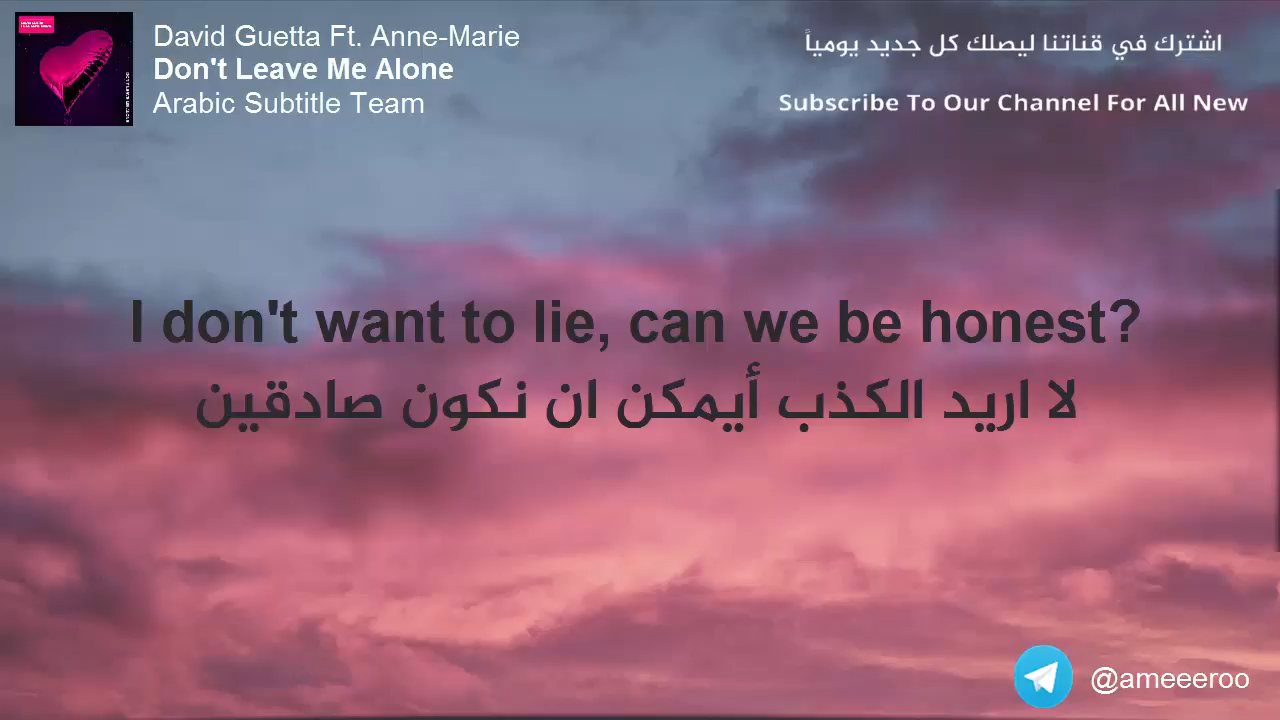 David Guetta Ft. Anne-Marie
Don't Leave Me Alone
Arabic Subtitle Team
اشترك في قناتنا ليصلك كل جديد يومياً
Subscribe To Our Channel For All New
I don't want to lie, can we be honest?
لا اريد الكذب أيمكن ان نكون صادقين
@ameeeroo